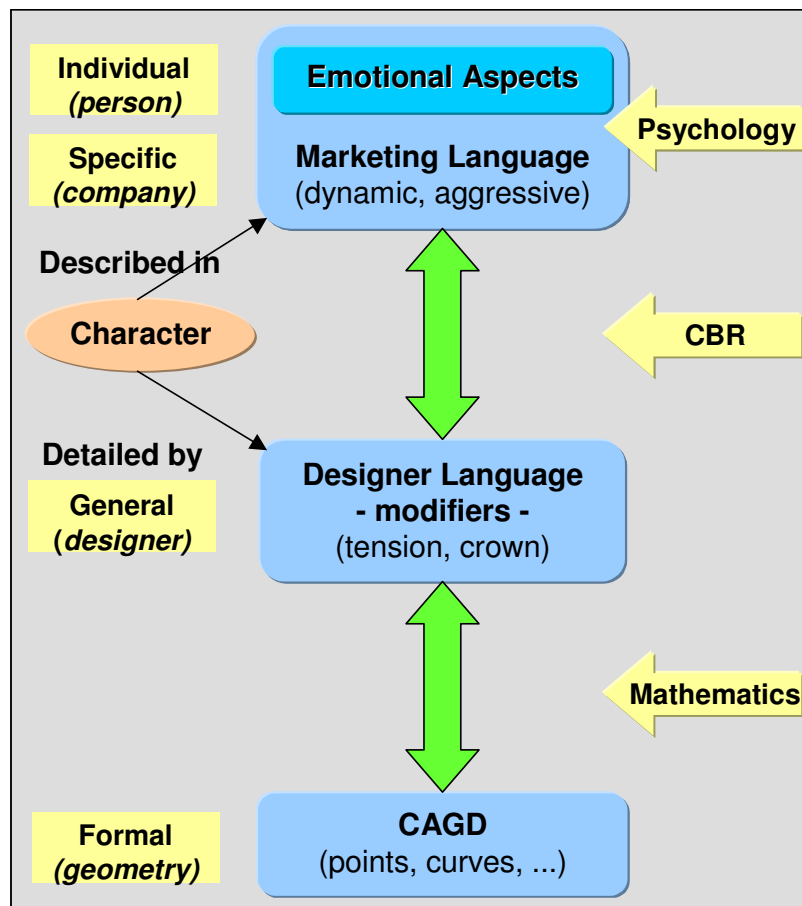 Individual
(person)
Emotional Aspects
Psychology
Specific
(company)
Marketing Language
(dynamic, aggressive)
Described in
Character
CBR
Detailed by
General
(designer)
Designer Language
- modifiers -
(tension, crown)
Mathematics
Formal
(geometry)
CAGD
(points, curves, ...)